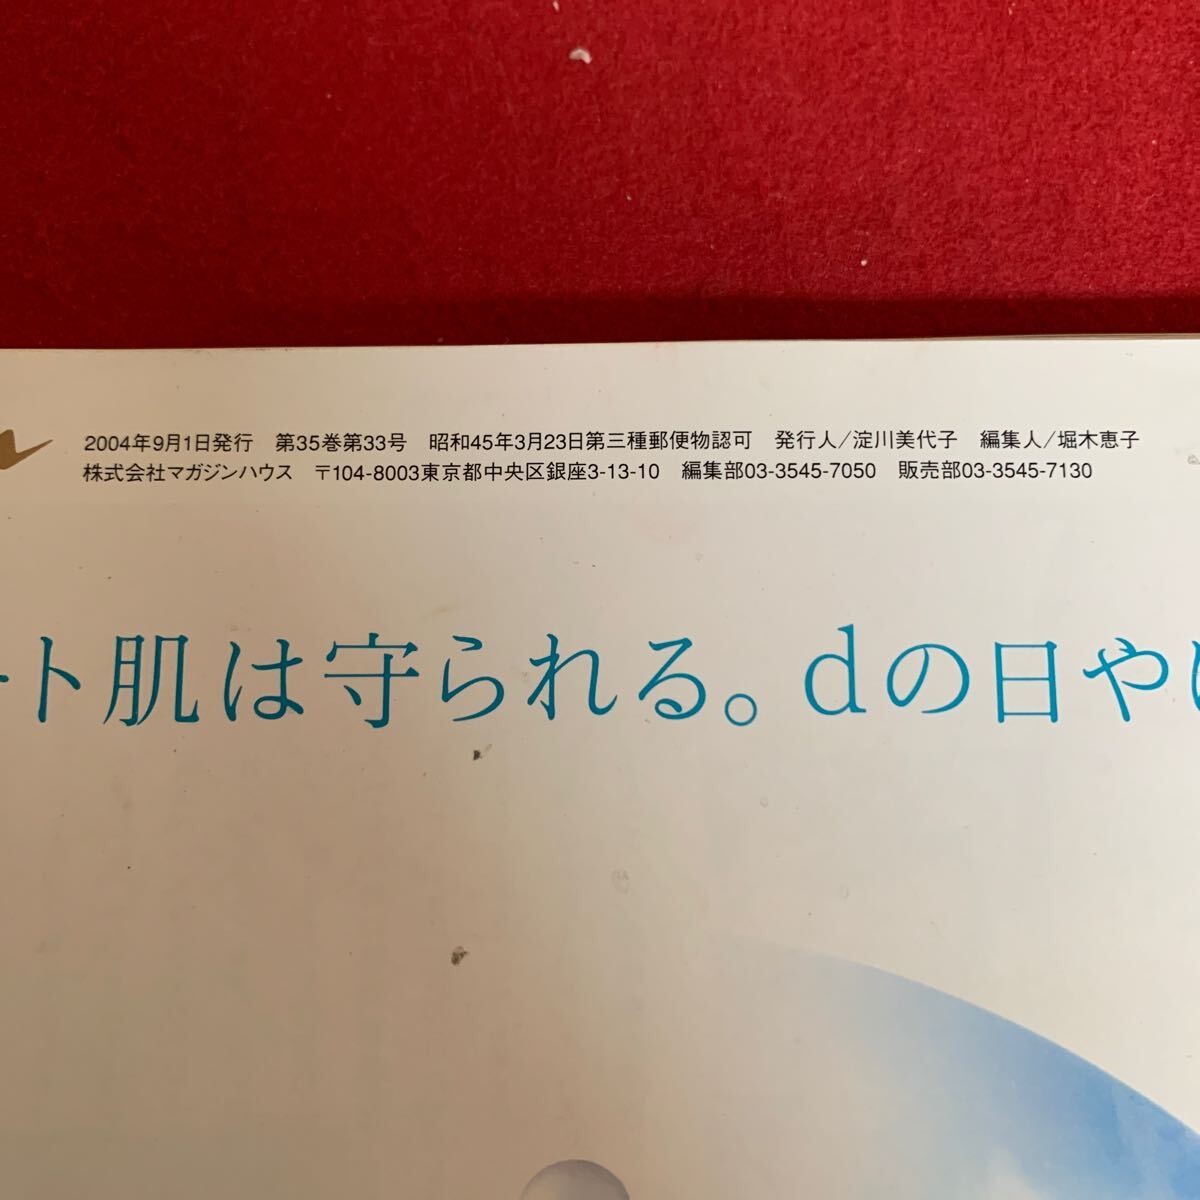 2004年9月1日発行　第35巻第33号　昭和45年3月23日第三種郵便物認可　発行人/淀川美代子　編集人/堀木恵子
株式会社マガジンハウス　〒104-8003東京都中央区銀座3-13-10　編集部03-3545-7050　販売部03-3545-7130
ート肌は守られる。dの日や